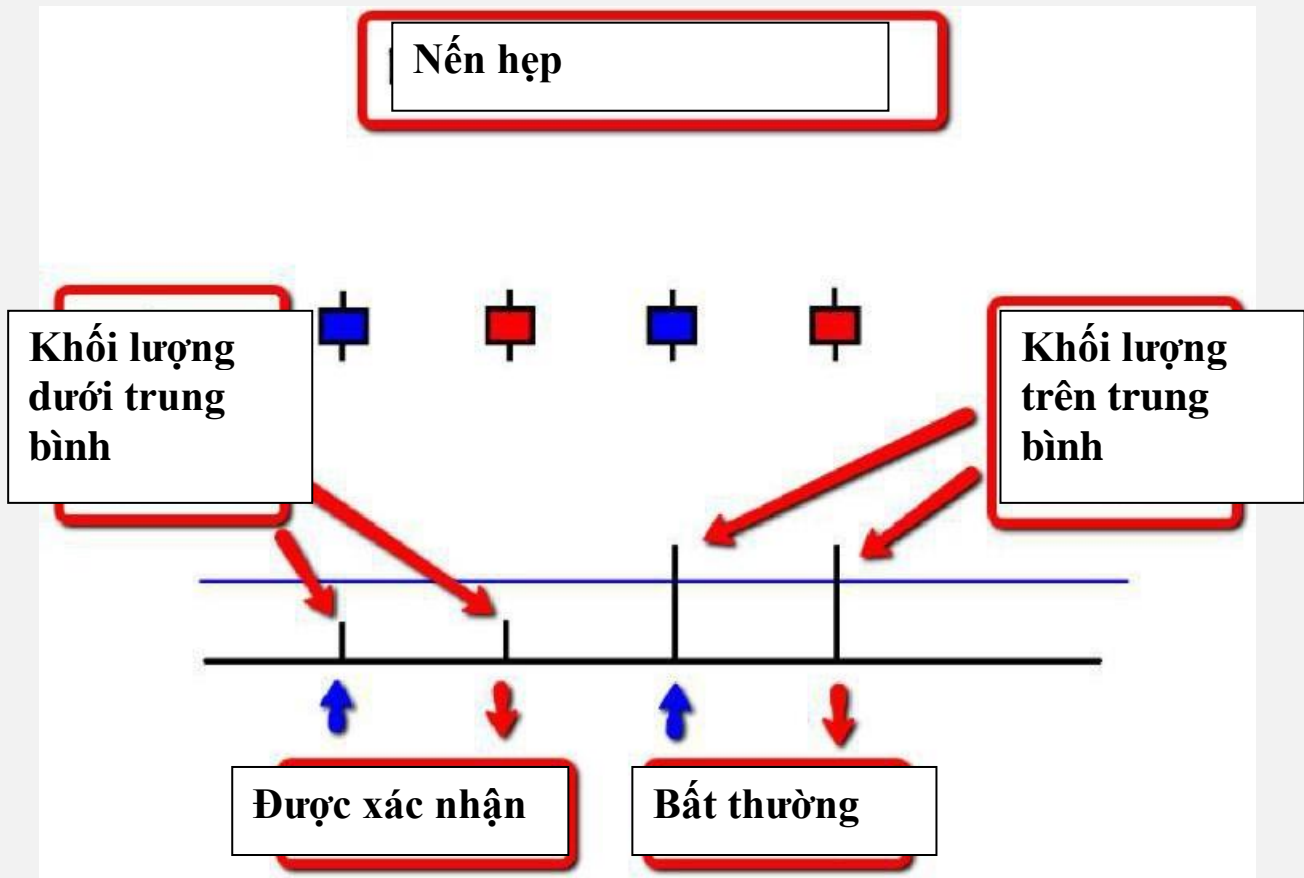 Nến hẹp
Khối lượng
dưới trung
bình
Khối lượng
trên trung
bình
Được xác nhận
Bất thường